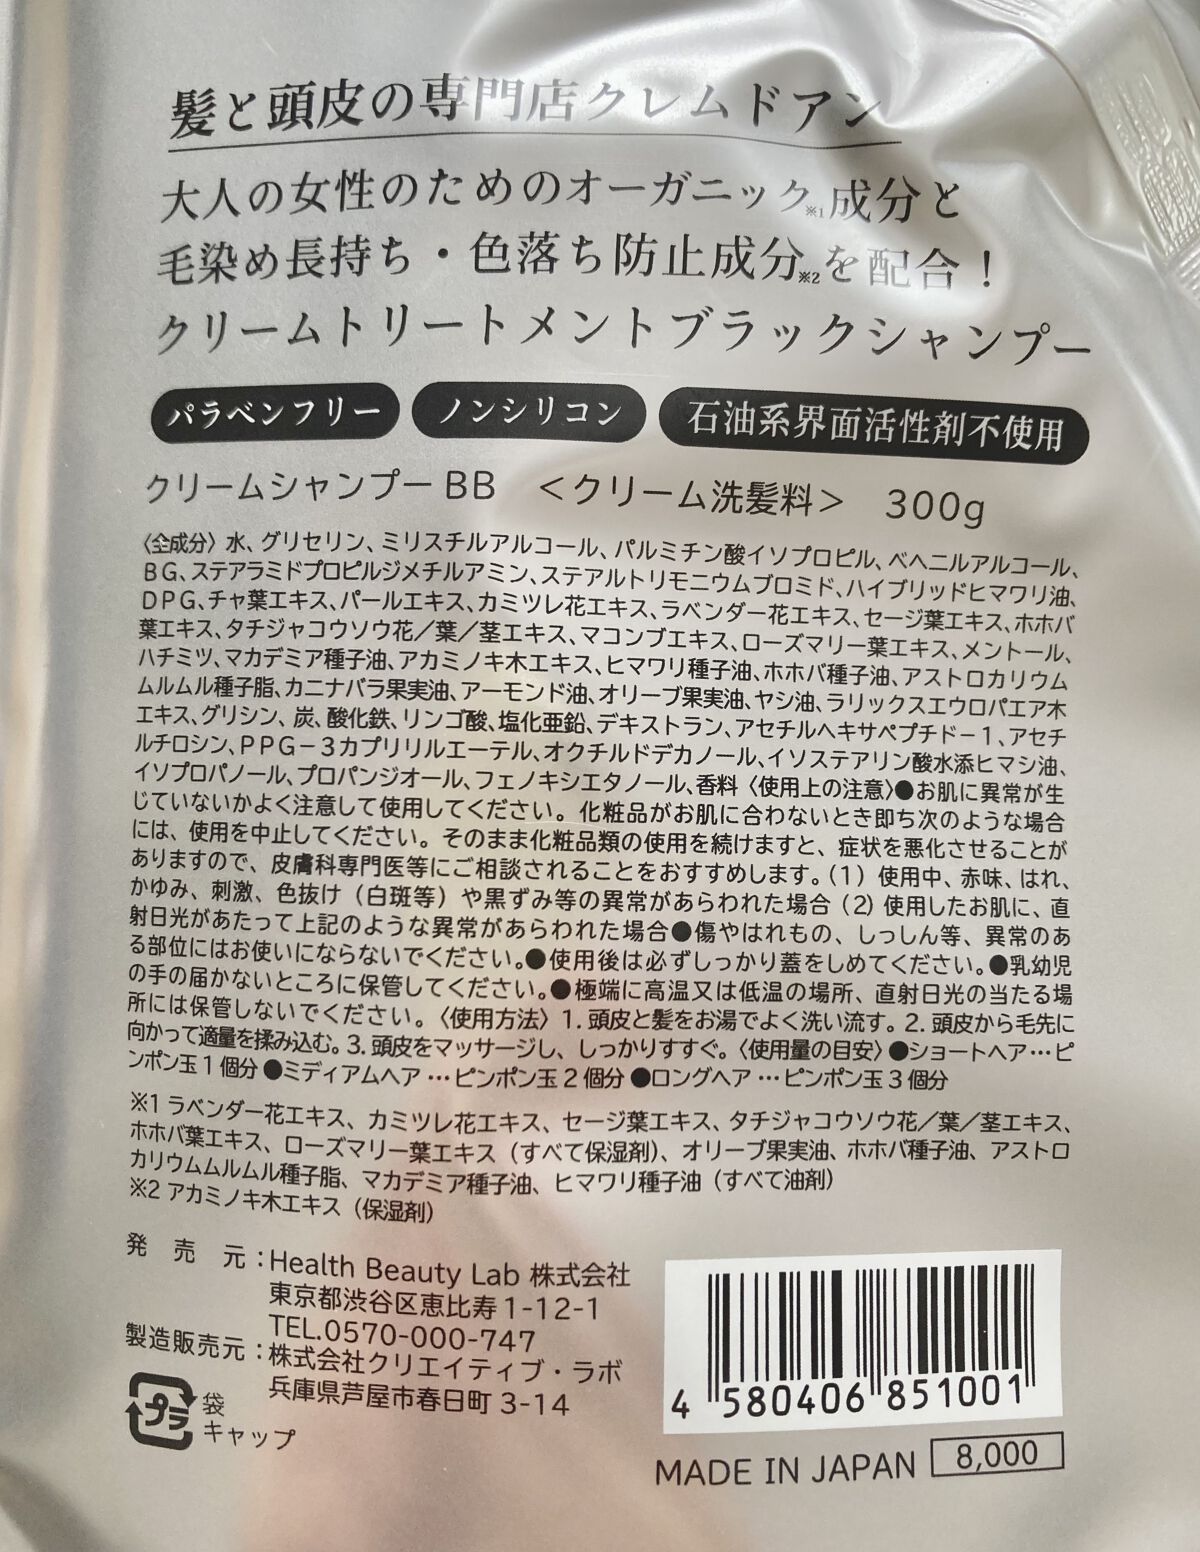 髪と頭皮の専門店クレムドアン
大人の女性のためのオーガニック※1成分と
毛染め長持ち・色落ち防止成分※2を配合！
クリームトリートメントブラックシャンプー
パラベンフリー
ノンシリコン
石油系界面活性剤不使用
クリームシャンプー BB ＜クリーム洗髪料＞ 300g
〈全成分〉水、グリセリン、ミリスチルアルコール、パルミチン酸イソプロピル、ベヘニルアルコール、
BG、ステアラミドプロピルジメチルアミン、ステアルトリモニウムブロミド、ハイブリッドヒマワリ油、
DPG、チャ葉エキス、パールエキス、カミツレ花エキス、ラベンダー花エキス、セージ葉エキス、ホホバ
葉エキス、タチジャコウソウ花／葉／茎エキス、マコンブエキス、ローズマリー葉エキス、メントール、
ハチミツ、マカデミア種子油、アカミノキ木エキス、ヒマワリ種子油、ホホバ種子油、アストロカリウム
ムルムル種子脂、カニナバラ果実油、アーモンド油、オリーブ果実油、ヤシ油、ラリックスエウロパエア木
エキス、グリシン、炭、酸化鉄、リンゴ酸、塩化亜鉛、デキストラン、アセチルヘキサペプチド－1、アセチ
ルチロシン、PPG－3カプリリルエーテル、オクチルドデカノール、イソステアリン酸水添ヒマシ油、
イソプロパノール、プロパンジオール、フェノキシエタノール、香料〈使用上の注意〉●お肌に異常が生
じていないかよく注意して使用してください。化粧品がお肌に合わないとき即ち次のような場合
には、使用を中止してください。そのまま化粧品類の使用を続けますと、症状を悪化させることが
ありますので、皮膚科専門医等にご相談されることをおすすめします。（1）使用中、赤味、はれ、
かゆみ、刺激、色抜け（白斑等）や黒ずみ等の異常があらわれた場合（2）使用したお肌に、直
射日光があたって上記のような異常があらわれた場合●傷やはれもの、しっしん等、異常のあ
る部位にはお使いにならないでください。●使用後は必ずしっかり蓋をしめてください。●乳幼児
の手の届かないところに保管してください。●極端に高温又は低温の場所、直射日光の当たる場
所には保管しないでください。〈使用方法〉1. 頭皮と髪をお湯でよく洗い流す。2. 頭皮から毛先に
向かって適量を揉み込む。3. 頭皮をマッサージし、しっかりすすぐ。〈使用量の目安〉●ショートヘア…ピ
ンポン玉 1 個分 ●ミディアムヘア …ピンポン玉 2 個分 ●ロングヘア …ピンポン玉 3 個分
※1 ラベンダー花エキス、カミツレ花エキス、セージ葉エキス、タチジャコウソウ花／葉／茎エキス、
ホホバ葉エキス、ローズマリー葉エキス（すべて保湿剤）、オリーブ果実油、ホホバ種子油、アストロ
カリウムムルムル種子脂、マカデミア種子油、ヒマワリ種子油（すべて油剤）
※2 アカミノキ木エキス（保湿剤）
発 売 元：Health Beauty Lab 株式会社
東京都渋谷区恵比寿 1-12-1
TEL.0570-000-747
製造販売元：株式会社クリエイティブ・ラボ
兵庫県芦屋市春日町 3-14
プラ
袋
キャップ
4 580406 851001
MADE IN JAPAN 8,000